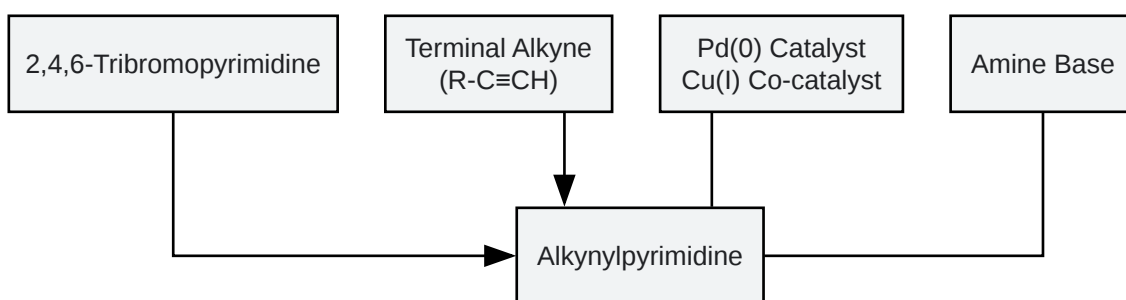 2,4,6-Tribromopyrimidine
Terminal Alkyne
(R-C≡CH)
Pd(0) Catalyst
Cu(I) Co-catalyst
Amine Base
Alkynylpyrimidine